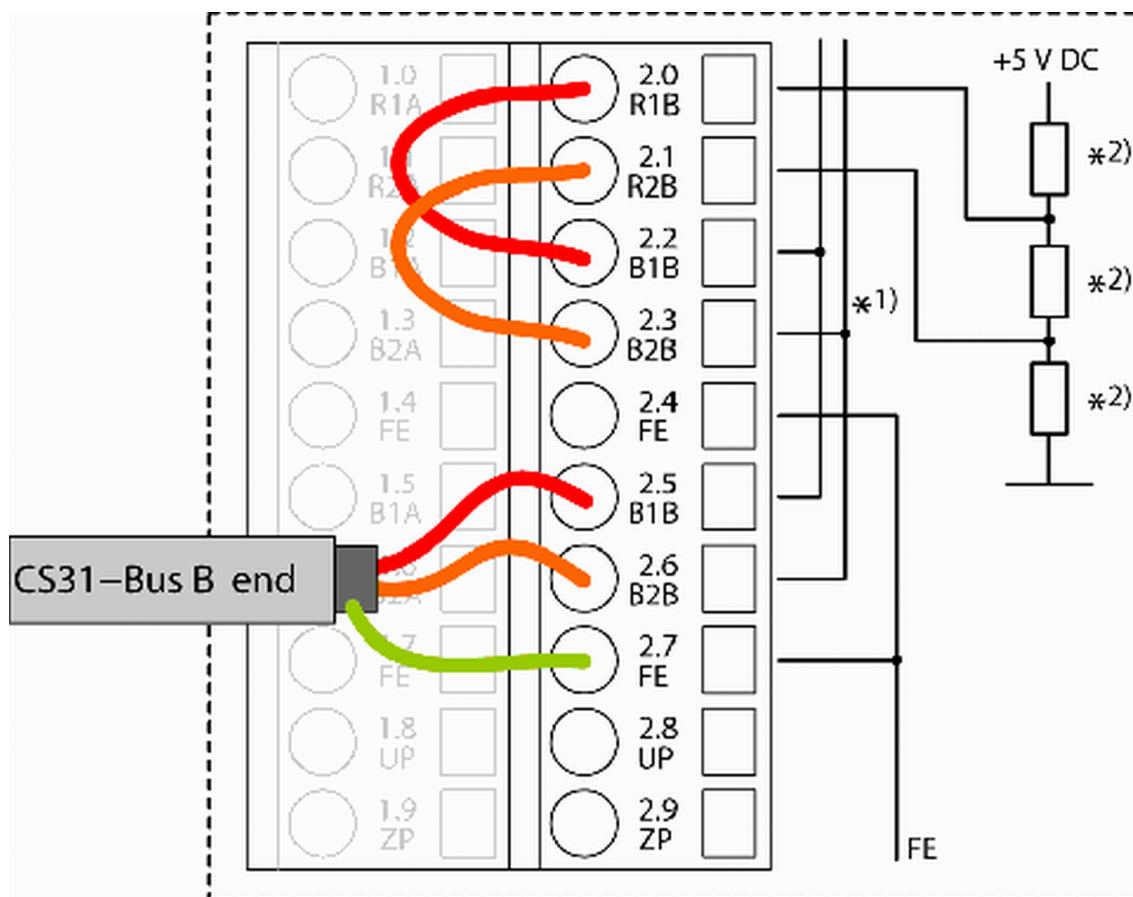 +5 V DC
1.0
R1A
2.0
R1B
*2)
2.1
R2B
2.2
B1B
*2)
*1)
1.3
B2A
2.3
B2B
1.4
FE
2.4
FE
*2)
1.5
B1A
2.5
B1B
CS31–Bus B end
2.6
B2B
FE
2.7
FE
1.8
UP
2.8
UP
1.9
ZP
2.9
ZP
FE